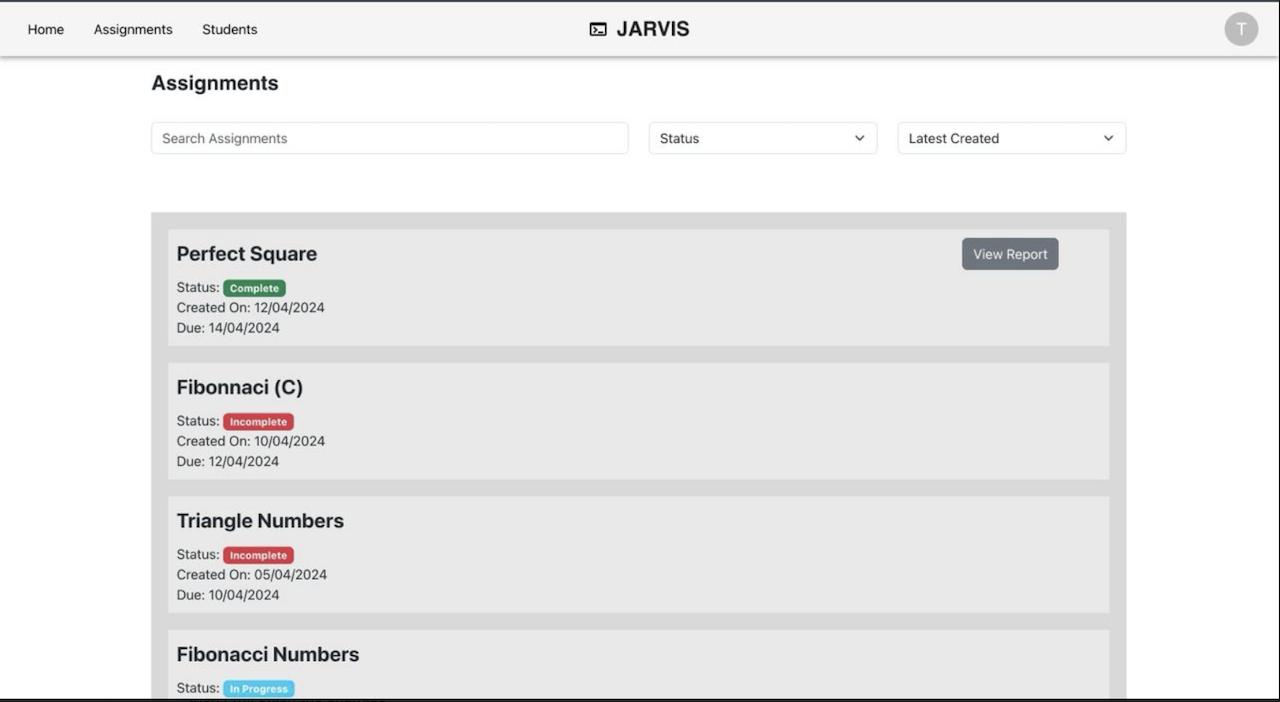 Home Assignments Students JARVIS T
Assignments
Search Assignments Status Latest Created
Perfect Square View Report
Status: Complete
Created On: 12/04/2024
Due: 14/04/2024
Fibonnaci (C)
Status: Incomplete
Created On: 10/04/2024
Due: 12/04/2024
Triangle Numbers
Status: Incomplete
Created On: 05/04/2024
Due: 10/04/2024
Fibonacci Numbers
Status: In Progress